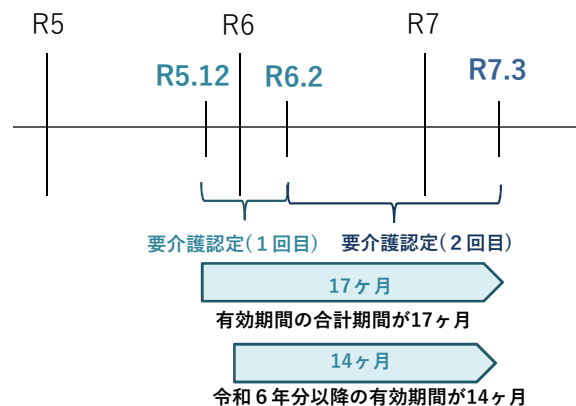 R5 R6 R7
R5.12 R6.2 R7.3
要介護認定(１回目) 要介護認定(２回目)
17ヶ月
有効期間の合計期間が17ヶ月
14ヶ月
令和６年分以降の有効期間が14ヶ月